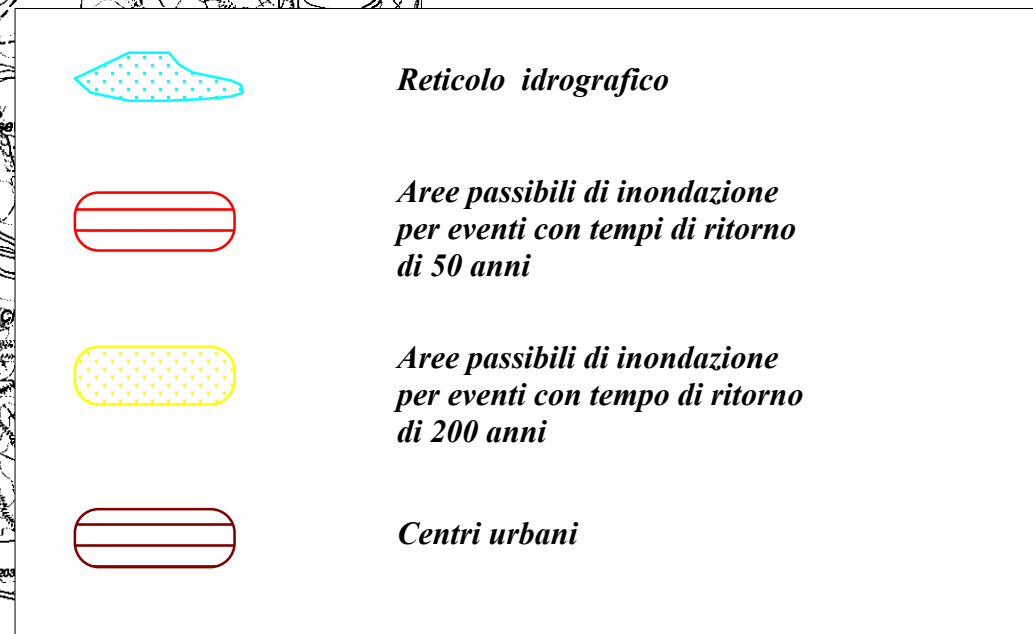 Reticolo idrografico
Aree passibili di inondazione
per eventi con tempi di ritorno
di 50 anni
Aree passibili di inondazione
per eventi con tempo di ritorno
di 200 anni
Centri urbani
203